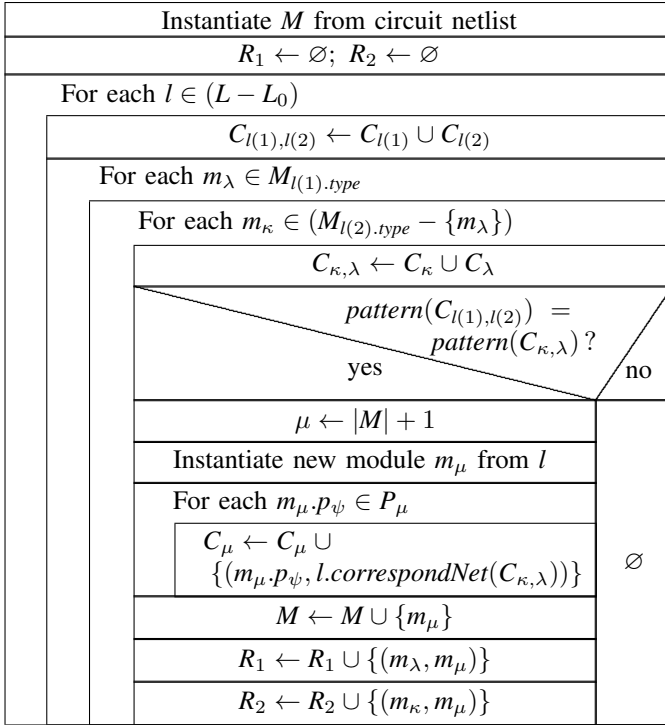 Instantiate M from circuit netlist
R₁ ← ∅; R₂ ← ∅
For each l ∈ (L − L₀)
C_{l(1),l(2)} ← C_{l(1)} ∪ C_{l(2)}
For each m_λ ∈ M_{l(1).type}
For each m_κ ∈ (M_{l(2).type} − {m_λ})
C_{κ,λ} ← C_κ ∪ C_λ
pattern(C_{l(1),l(2)}) =
pattern(C_{κ,λ}) ?
yes
no
μ ← |M| + 1
Instantiate new module m_μ from l
For each m_μ.p_ψ ∈ P_μ
C_μ ← C_μ ∪
{(m_μ.p_ψ, l.correspondNet(C_{κ,λ}))}
∅
M ← M ∪ {m_μ}
R₁ ← R₁ ∪ {(m_λ, m_μ)}
R₂ ← R₂ ∪ {(m_κ, m_μ)}